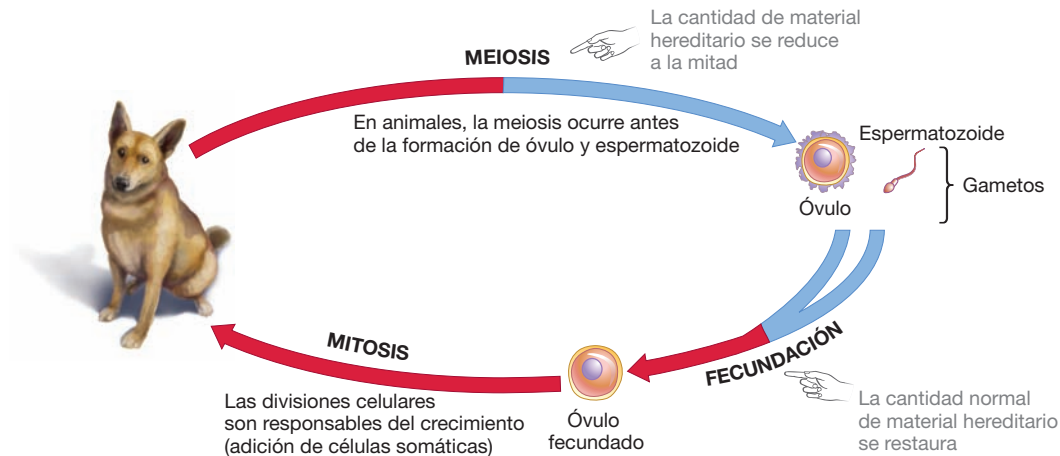 La cantidad de material
hereditario se reduce
a la mitad
MEIOSIS
En animales, la meiosis ocurre antes
de la formación de óvulo y espermatozoide
Espermatozoide
Gametos
Óvulo
FECUNDACIÓN
La cantidad normal
de material hereditario
se restaura
Óvulo
fecundado
MITOSIS
Las divisiones celulares
son responsables del crecimiento
(adición de células somáticas)